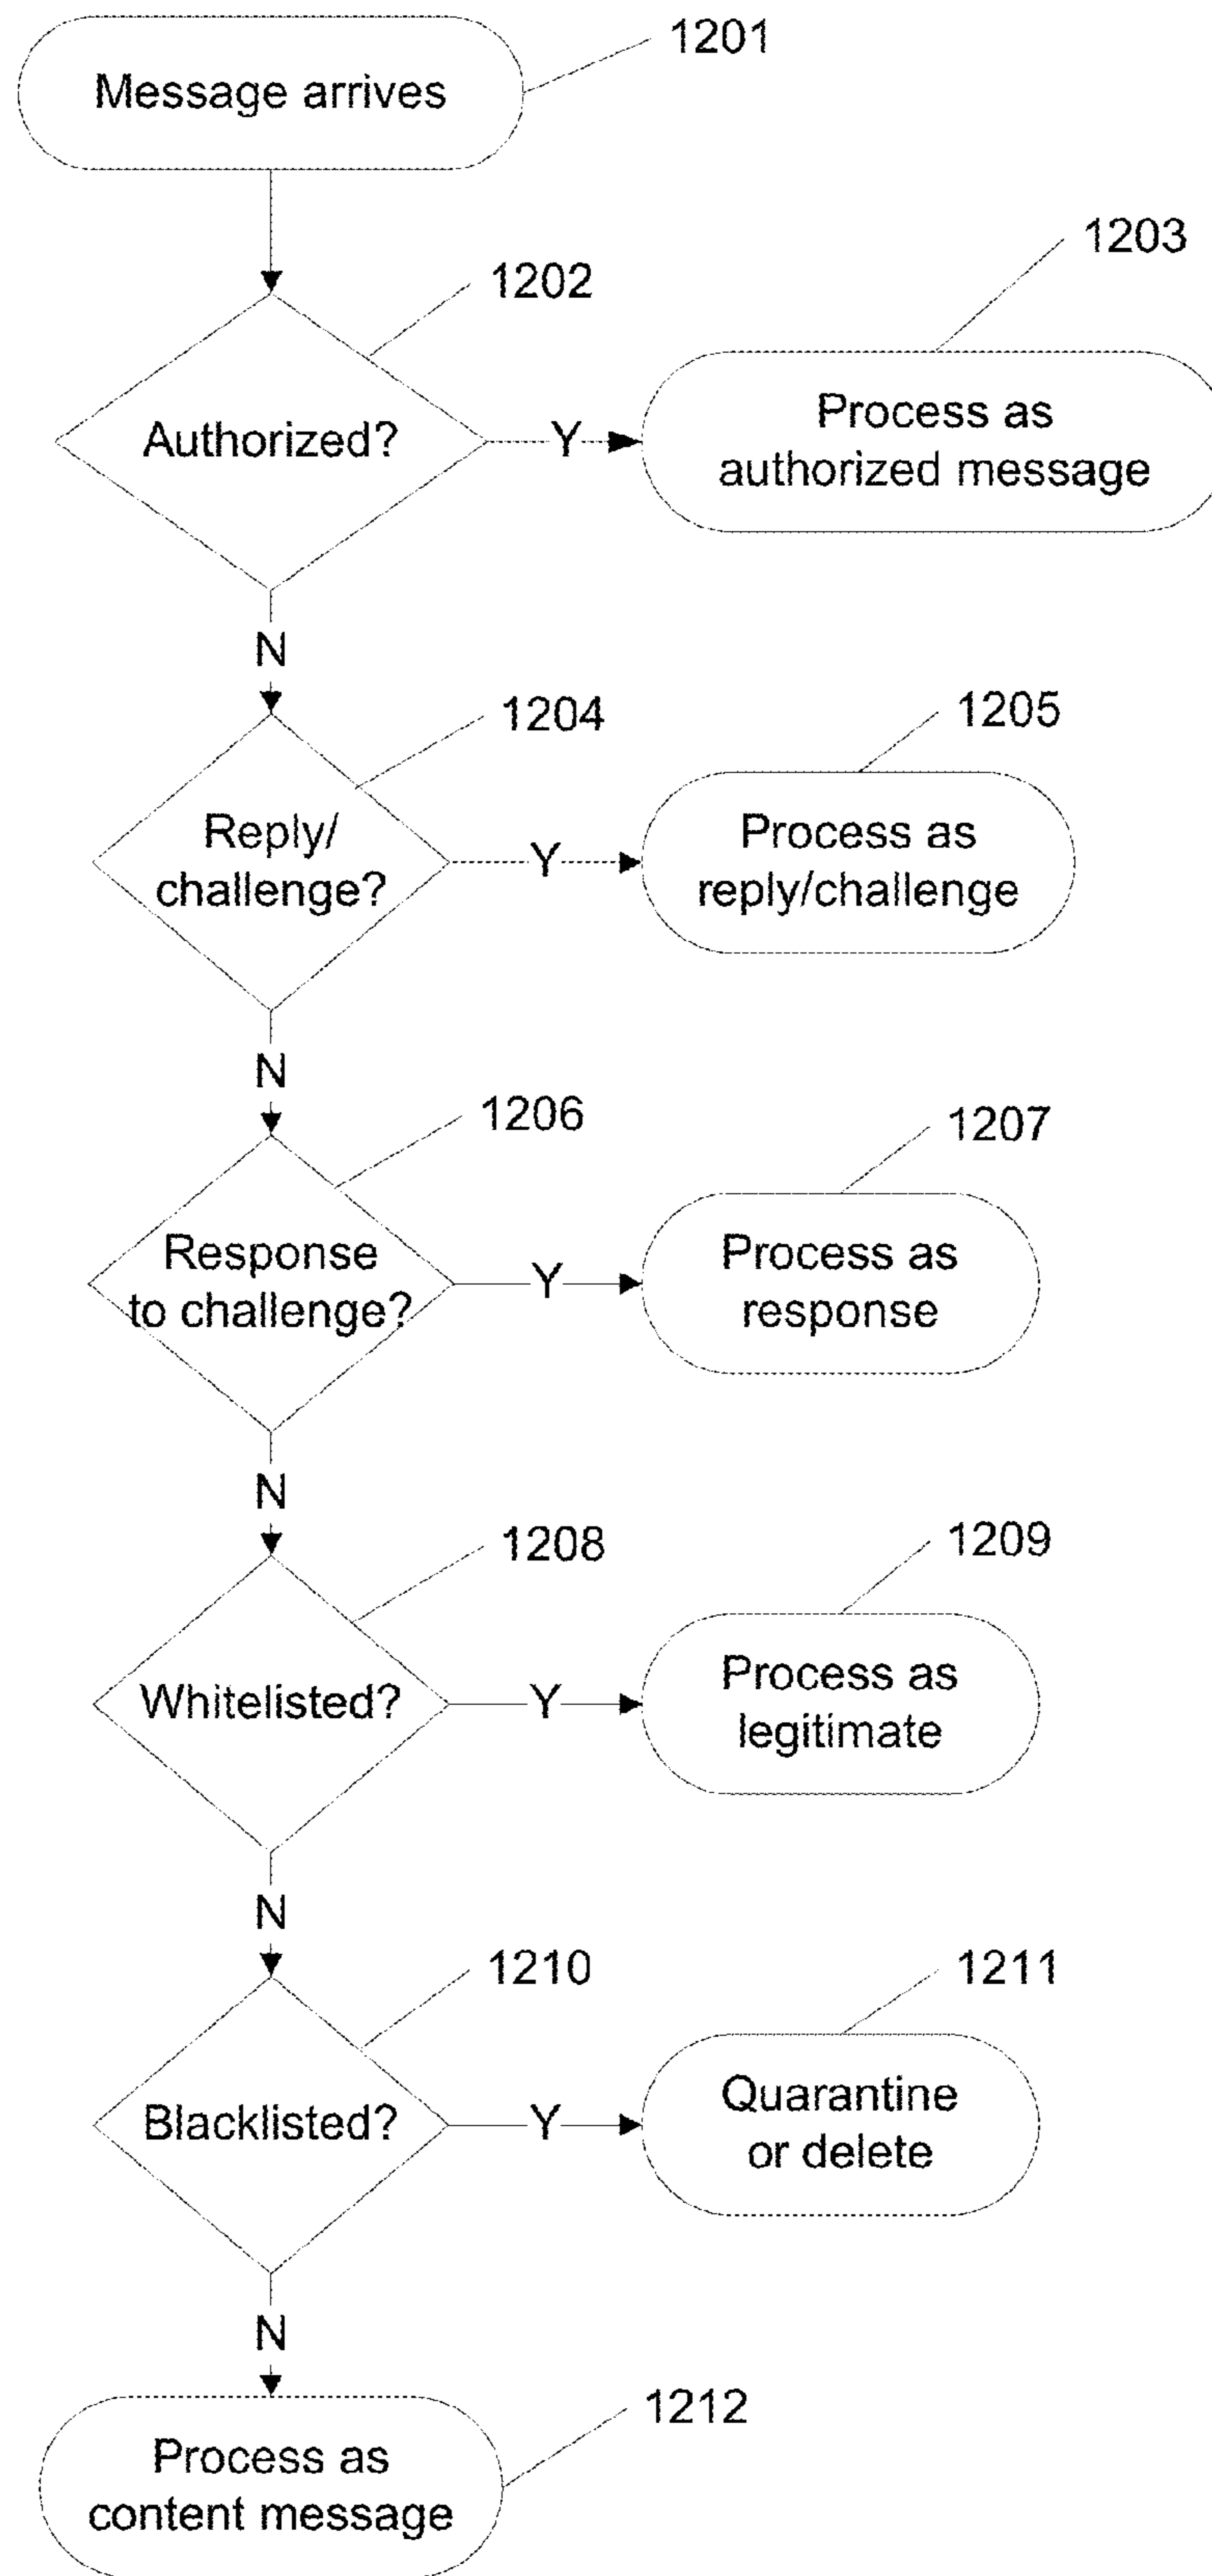 1201
Message arrives
1203
1202
Process as
authorized message
Authorized?
Y
N
1204
1205
Reply/
challenge?
Y
Process as
reply/challenge
N
1206
1207
Response
to challenge?
Y
Process as
response
N
1208
1209
Whitelisted?
Y
Process as
legitimate
N
1210
1211
Blacklisted?
Y
Quarantine
or delete
N
1212
Process as
content message